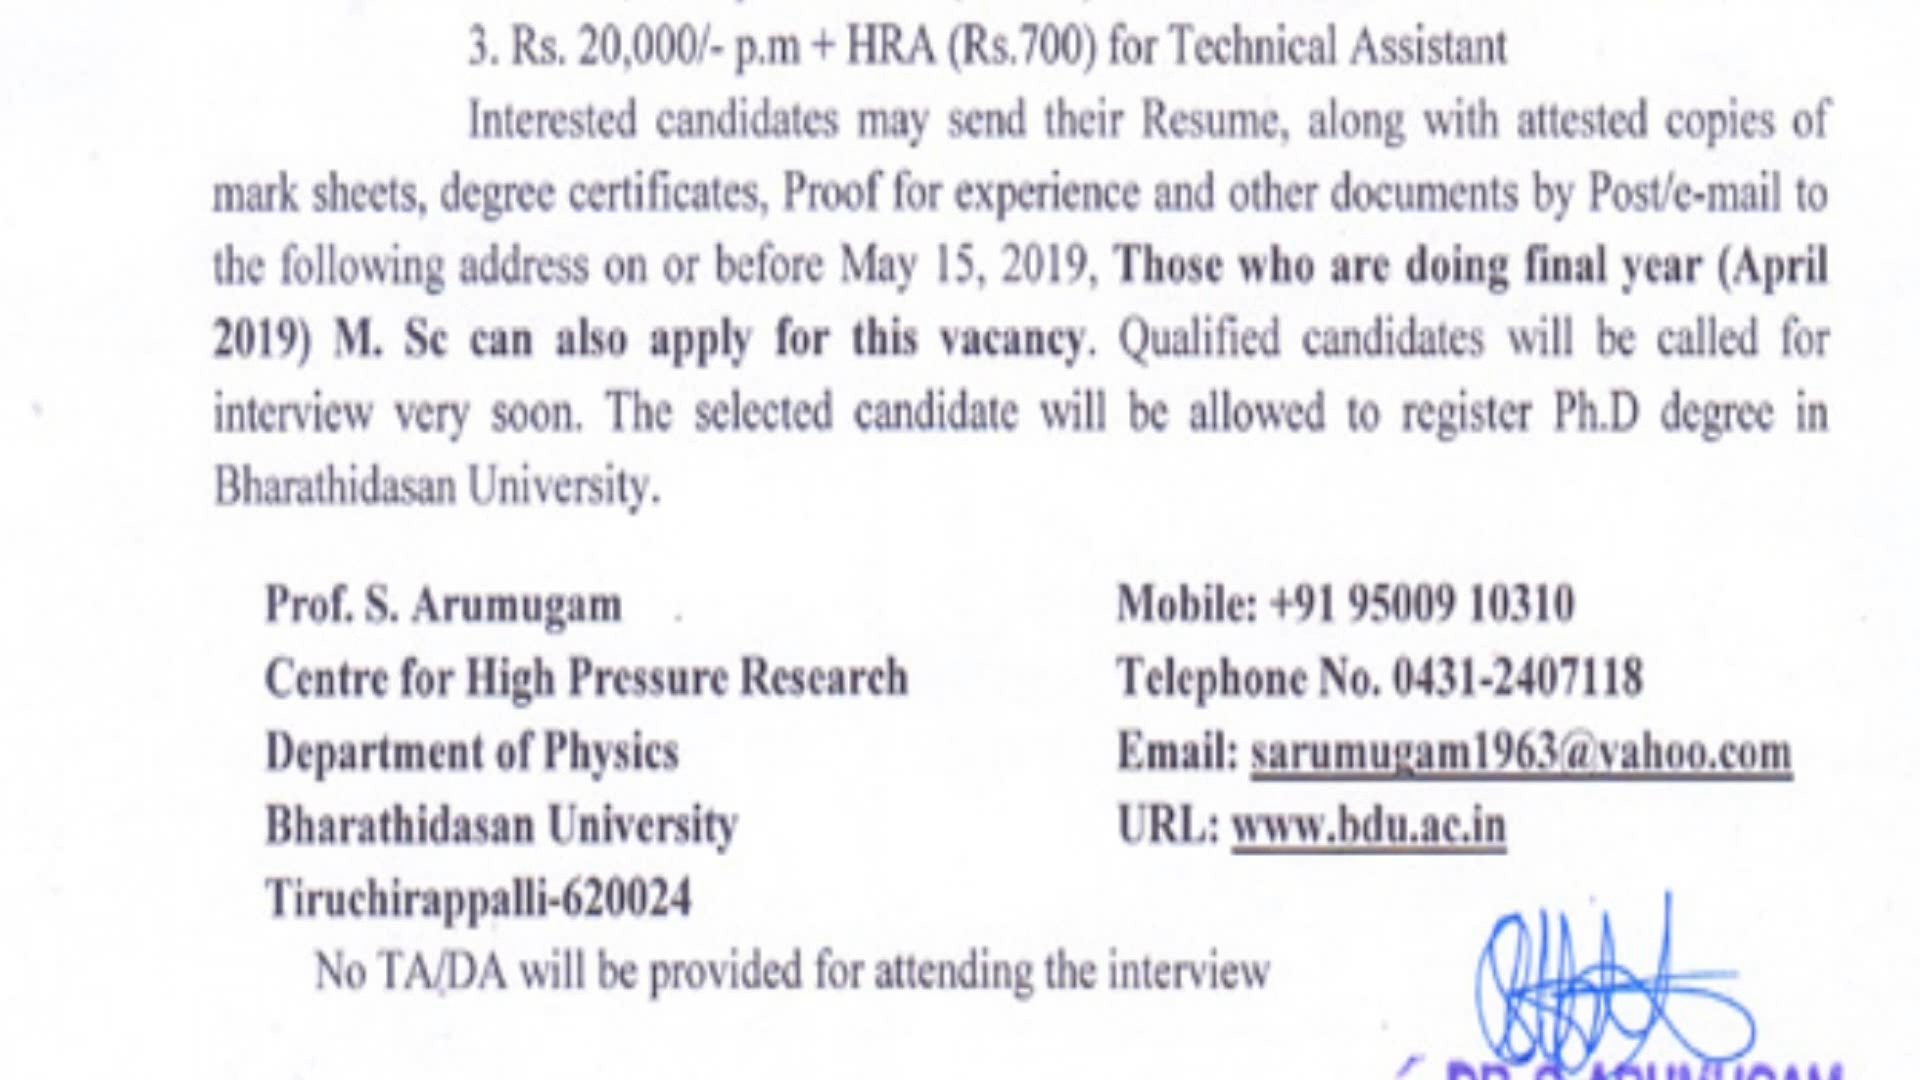 3. Rs. 20,000/- p.m + HRA (Rs.700) for Technical Assistant
Interested candidates may send their Resume, along with attested copies of
mark sheets, degree certificates, Proof for experience and other documents by Post/e-mail to
the following address on or before May 15, 2019, Those who are doing final year (April
2019) M. Sc can also apply for this vacancy. Qualified candidates will be called for
interview very soon. The selected candidate will be allowed to register Ph.D degree in
Bharathidasan University.
Prof. S. Arumugam
Centre for High Pressure Research
Department of Physics
Bharathidasan University
Tiruchirappalli-620024
Mobile: +91 95009 10310
Telephone No. 0431-2407118
Email: sarumugam1963@yahoo.com
URL: www.bdu.ac.in
No TA/DA will be provided for attending the interview
DR. S. ARUMUGAM